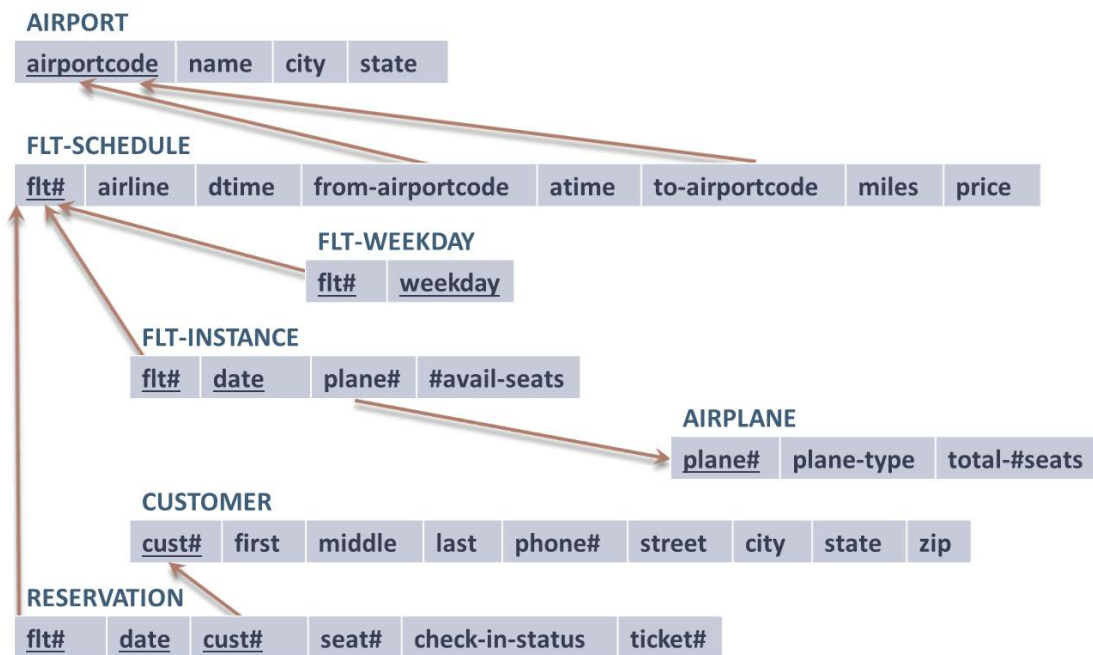 AIRPORT
airportcode name city state
FLT-SCHEDULE
flt# airline dtime from-airportcode atime to-airportcode miles price
FLT-WEEKDAY
flt# weekday
FLT-INSTANCE
flt# date plane# #avail-seats
AIRPLANE
plane# plane-type total-#seats
CUSTOMER
cust# first middle last phone# street city state zip
RESERVATION
flt# date cust# seat# check-in-status ticket#